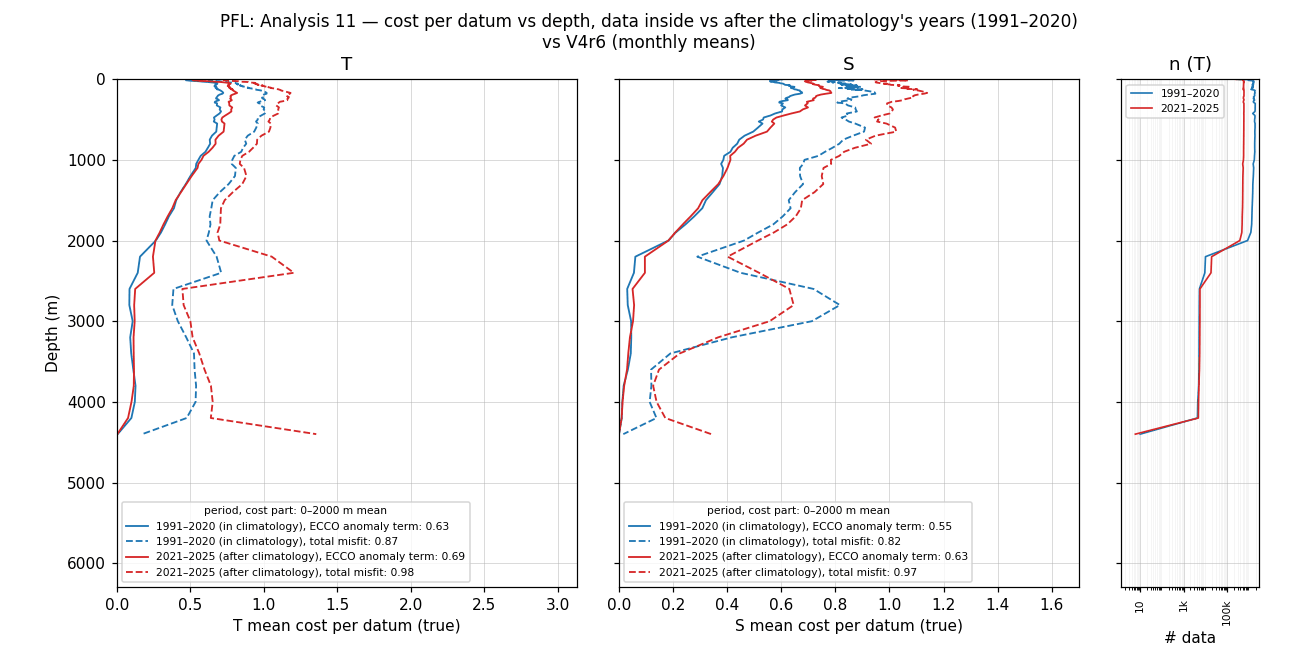 PFL: Analysis 11 — cost per datum vs depth, data inside vs after the climatology's years (1991–2020)
vs V4r6 (monthly means)
T
S
n (T)
Depth (m)
0
1000
2000
3000
4000
5000
6000
period, cost part: 0–2000 m mean
1991–2020 (in climatology), ECCO anomaly term: 0.63
1991–2020 (in climatology), total misfit: 0.87
2021–2025 (after climatology), ECCO anomaly term: 0.69
2021–2025 (after climatology), total misfit: 0.98
0.0 0.5 1.0 1.5 2.0 2.5 3.0
T mean cost per datum (true)
period, cost part: 0–2000 m mean
1991–2020 (in climatology), ECCO anomaly term: 0.55
1991–2020 (in climatology), total misfit: 0.82
2021–2025 (after climatology), ECCO anomaly term: 0.63
2021–2025 (after climatology), total misfit: 0.97
0.0 0.2 0.4 0.6 0.8 1.0 1.2 1.4 1.6
S mean cost per datum (true)
1991–2020
2021–2025
10 1k 100k
# data